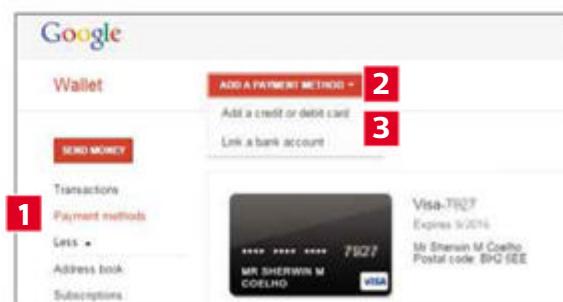 Google
Wallet
ADD A PAYMENT METHOD
2
Add a credit or debit card
3
Link a bank account
SEND MONEY
Transactions
1
Payment methods
Less
Address book
Subscriptions
**** **** **** 7927
MR SHERWIN M
COELHO
VISA
Visa-7927
Expires 9/2016
Mr Sherwin M Coelho
Postal code: BH2 6EE